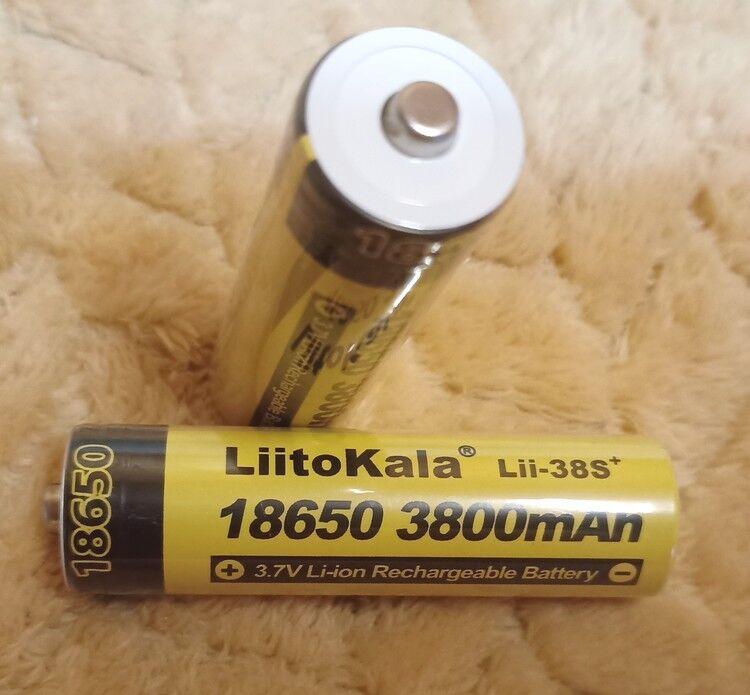 18650
LiitoKala® Lii-38S+
18650 3800mAh
+ 3.7V Li-ion Rechargeable Battery -